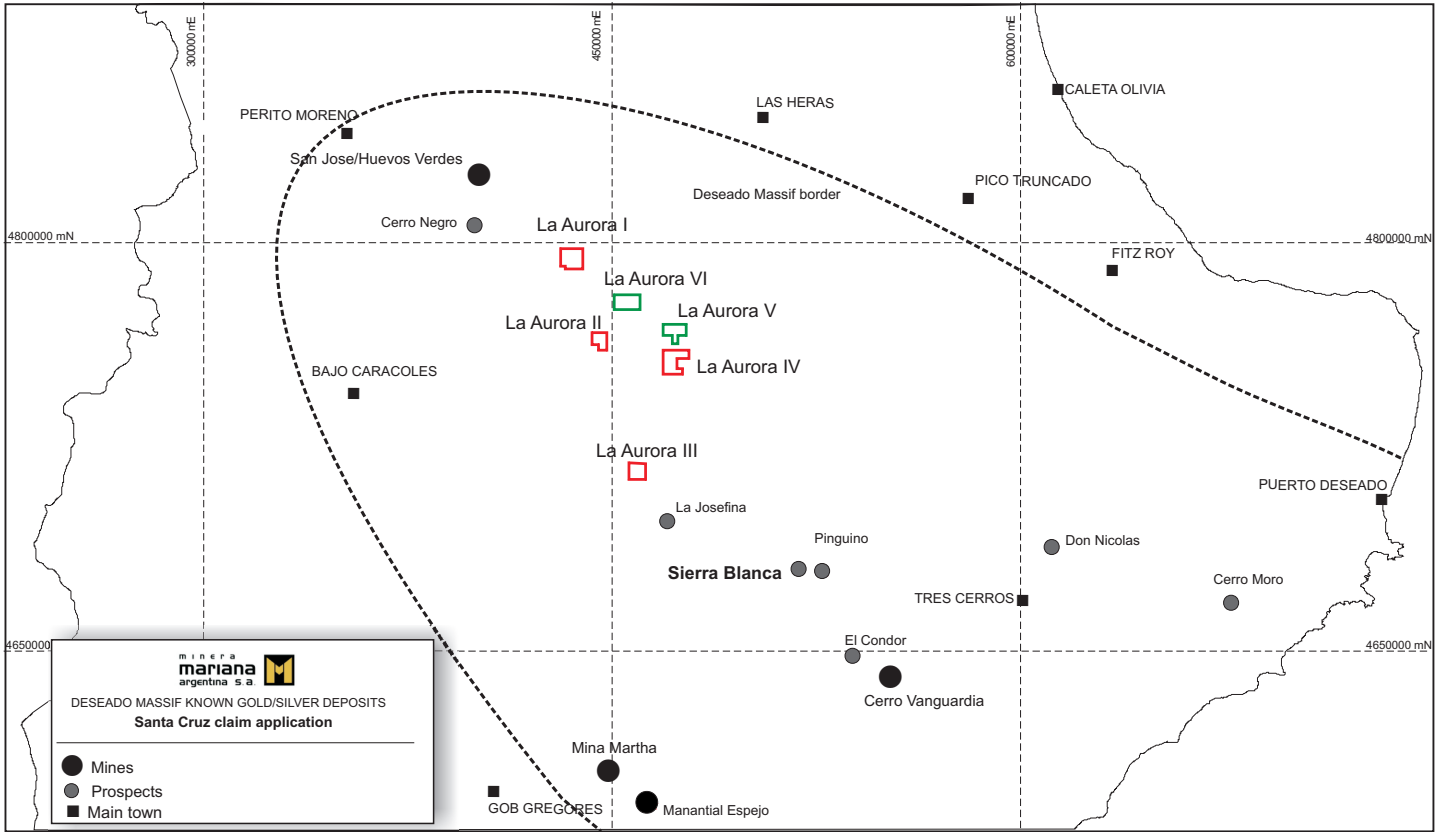 300000 mE
450000 mE
600000 mE
CALETA OLIVIA
LAS HERAS
PERITO MORENO
San Jose/Huevos Verdes
PICO TRUNCADO
Deseado Massif border
Cerro Negro
La Aurora I
4800000 mN
4800000 mN
FITZ ROY
La Aurora VI
La Aurora V
La Aurora II
La Aurora IV
BAJO CARACOLES
La Aurora III
PUERTO DESEADO
La Josefina
Pinguino
Don Nicolas
Sierra Blanca
Cerro Moro
TRES CERROS
El Condor
4650000 mN
4650000 mN
Cerro Vanguardia
minera
mariana
argentina s.a.
M
DESEADO MASSIF KNOWN GOLD/SILVER DEPOSITS
Santa Cruz claim application
Mines
Prospects
Main town
Mina Martha
GOB GREGORES
Manantial Espejo